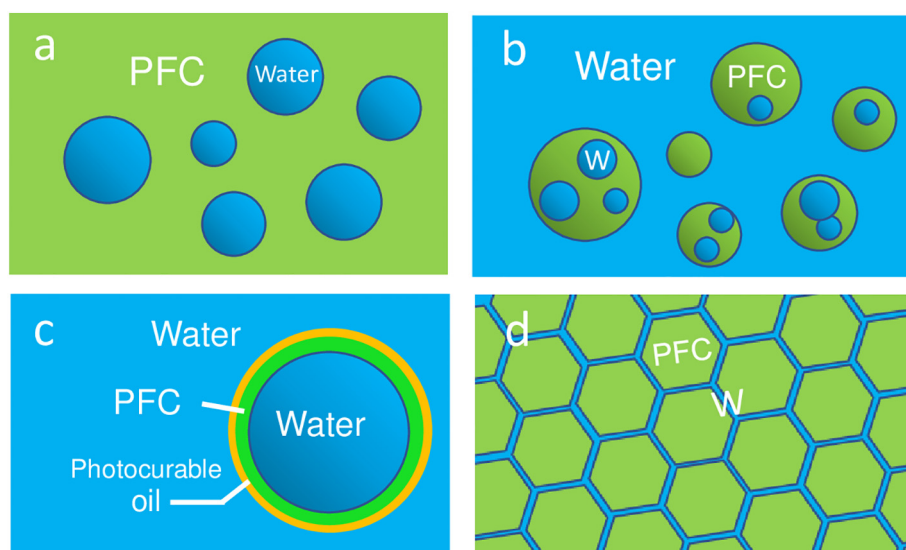 a
PFC
Water
b
Water
PFC
W
c
Water
PFC
Water
Photocurable
oil
d
PFC
W